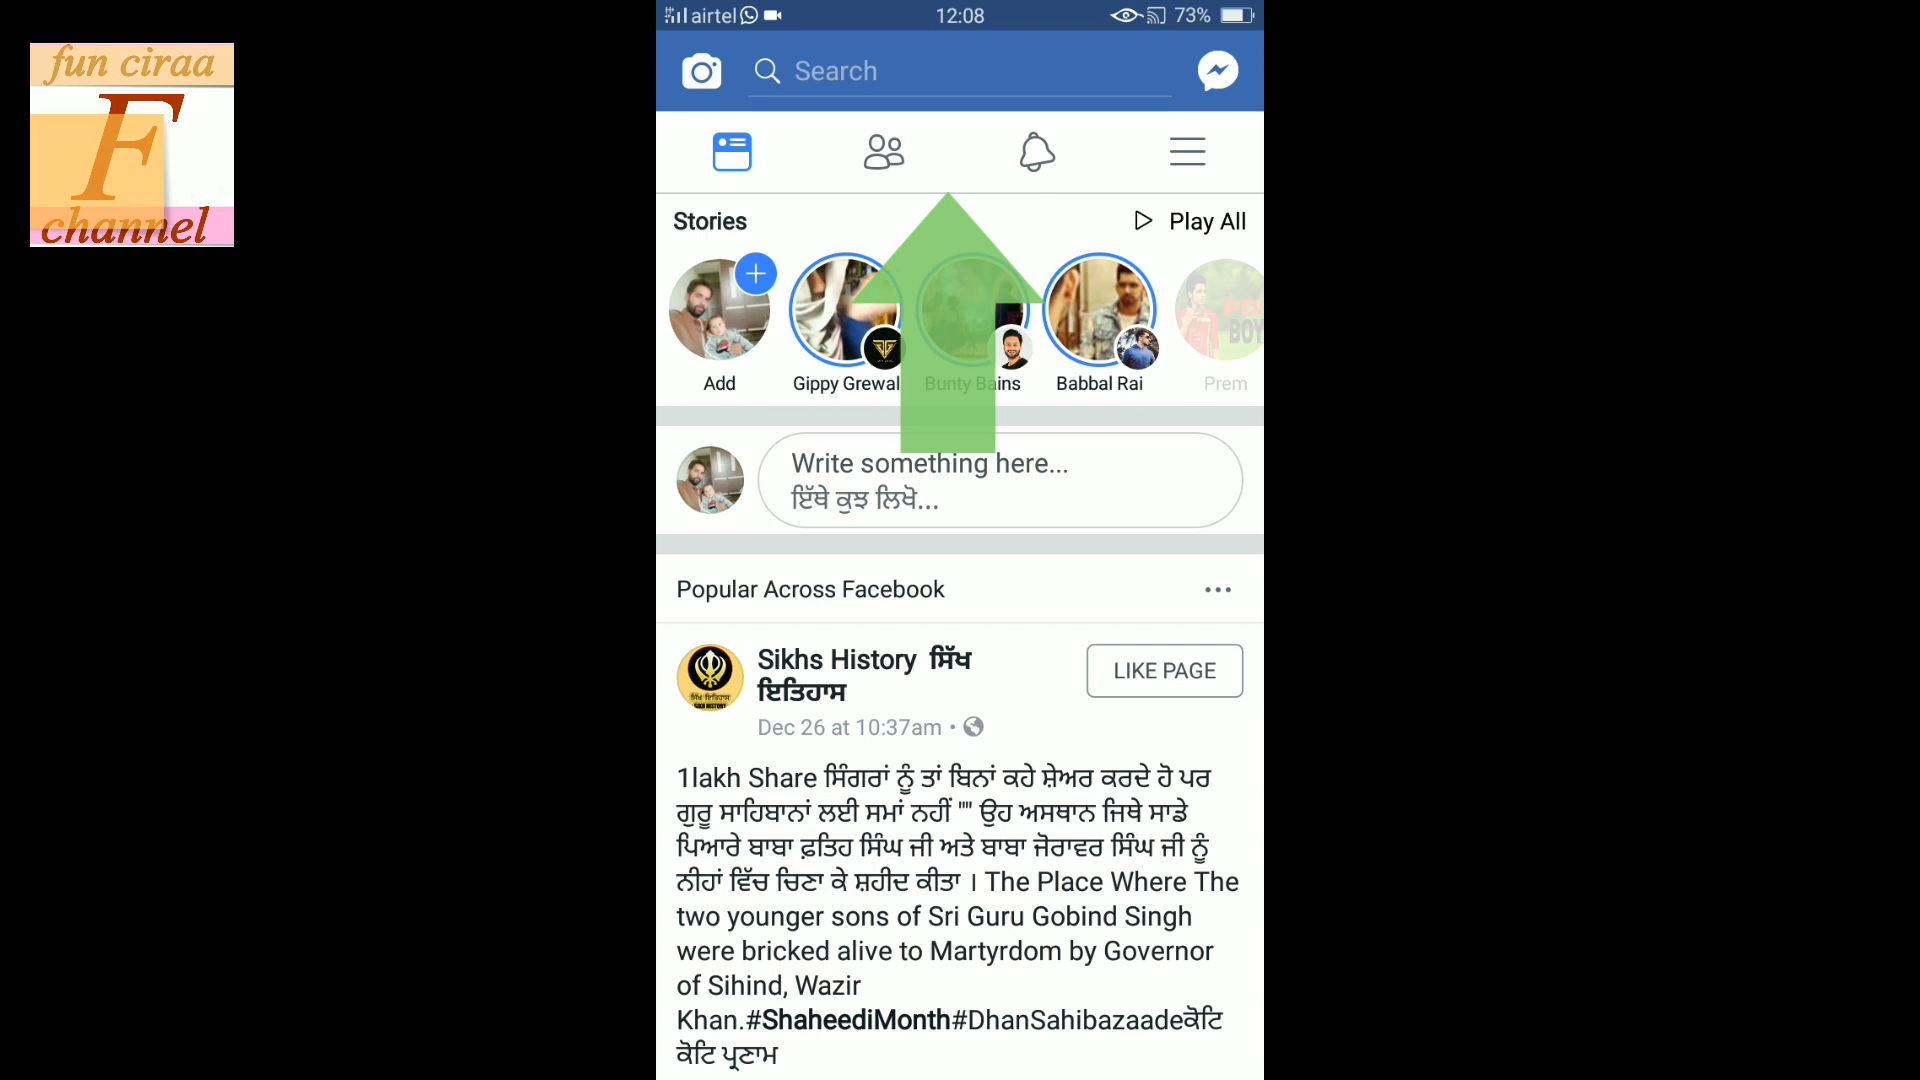 fun ciraa
F
channel
airtel 12:08 73%
Search
Stories Play All
Add Gippy Grewal Bunty Bains Babbal Rai Prem
Write something here...
ਇੱਥੇ ਕੁਝ ਲਿਖੋ...
Popular Across Facebook
Sikhs History ਸਿੱਖ
ਇਤਿਹਾਸ
LIKE PAGE
Dec 26 at 10:37am
1lakh Share ਸਿੰਗਰਾਂ ਨੂੰ ਤਾਂ ਬਿਨਾਂ ਕਹੇ ਸ਼ੇਅਰ ਕਰਦੇ ਹੋ ਪਰ
ਗੁਰੂ ਸਾਹਿਬਾਨਾਂ ਲਈ ਸਮਾਂ ਨਹੀਂ "" ਉਹ ਅਸਥਾਨ ਜਿਥੇ ਸਾਡੇ
ਪਿਆਰੇ ਬਾਬਾ ਫ਼ਤਿਹ ਸਿੰਘ ਜੀ ਅਤੇ ਬਾਬਾ ਜੋਰਾਵਰ ਸਿੰਘ ਜੀ ਨੂੰ
ਨੀਹਾਂ ਵਿੱਚ ਚਿਣਾ ਕੇ ਸ਼ਹੀਦ ਕੀਤਾ । The Place Where The
two younger sons of Sri Guru Gobind Singh
were bricked alive to Martyrdom by Governor
of Sihind, Wazir
Khan.#ShaheediMonth#DhanSahibazaadeਕੋਟਿ
ਕੋਟਿ ਪ੍ਰਣਾਮ